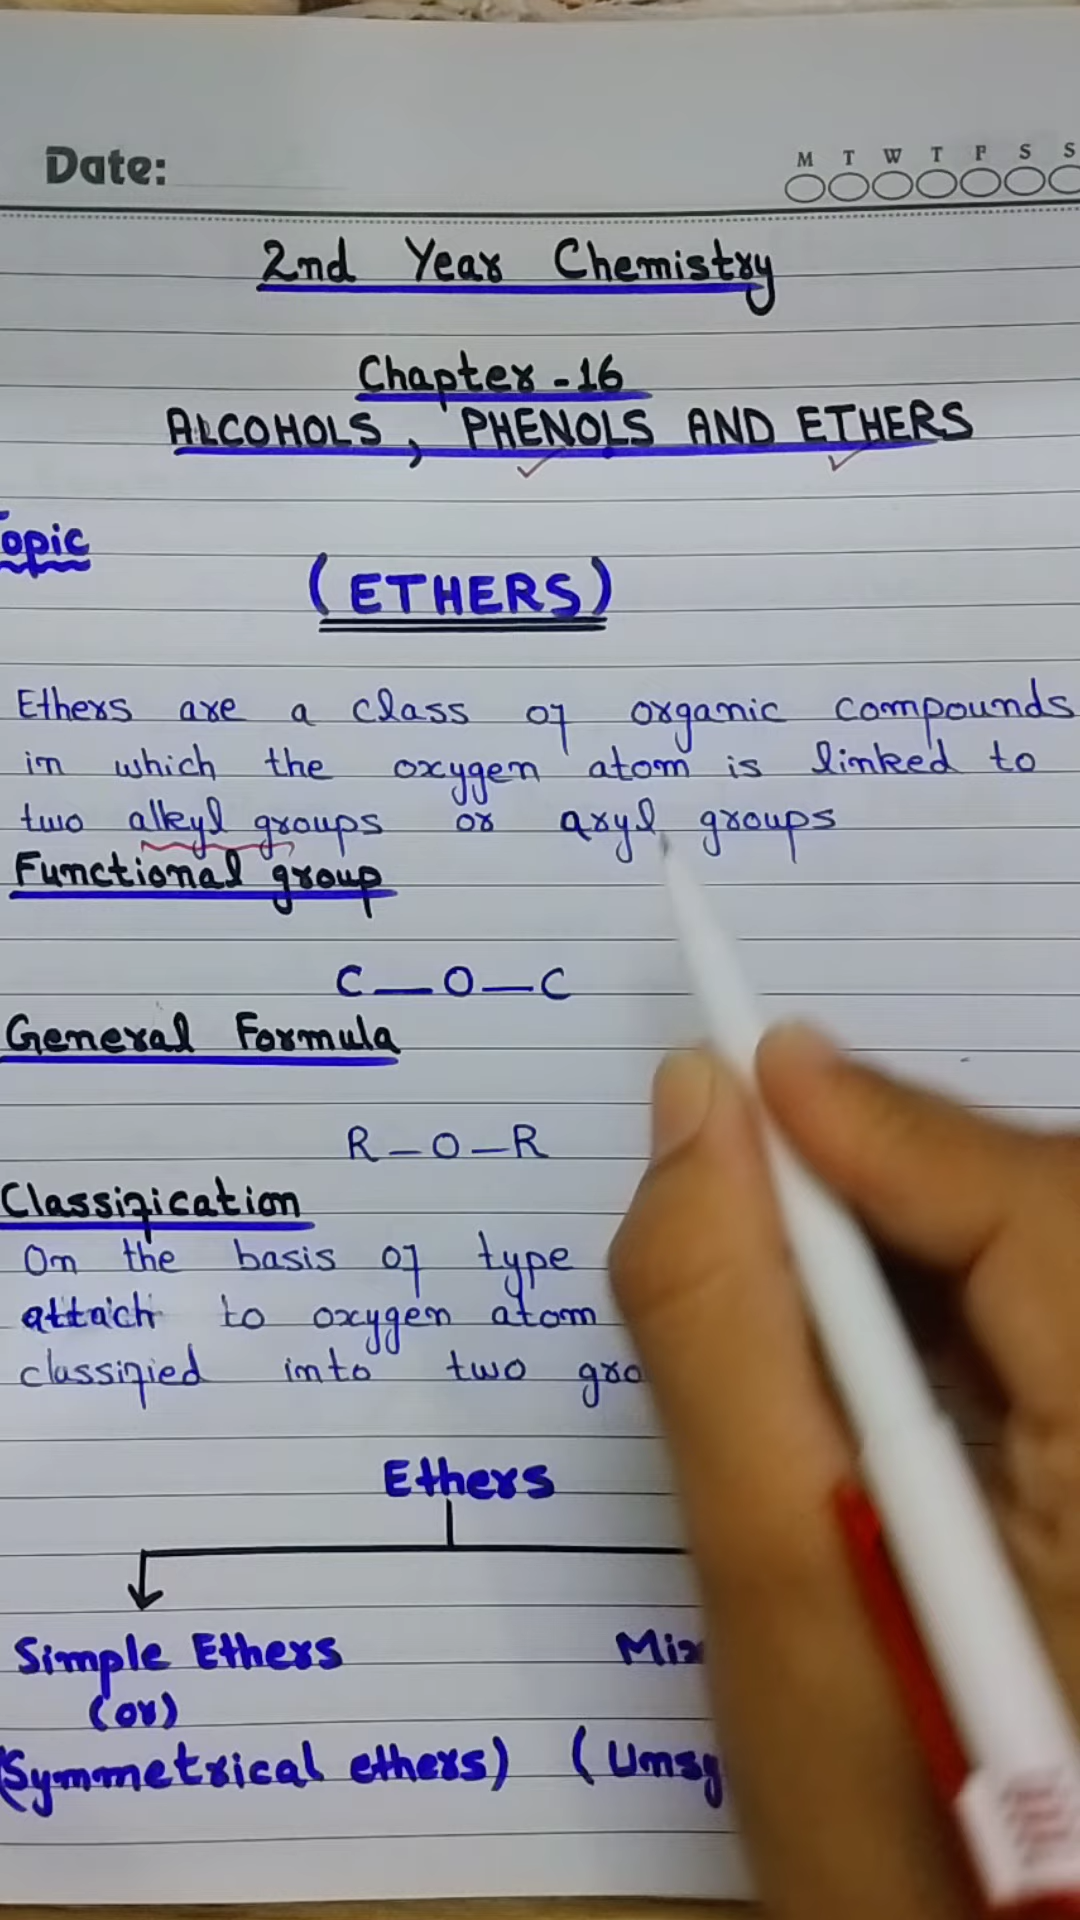 Date:
M T W T F S S
2nd Year Chemistry
Chapter-16
ALCOHOLS, PHENOLS AND ETHERS
Topic
(ETHERS)
Ethers are a class of organic compounds
in which the oxygen atom is linked to
two alkyl groups or aryl groups
Functional group
C-O-C
General Formula
R-O-R
Classification
On the basis of type
attach to oxygen atom
classified into two
Ethers
Simple Ethers
(or)
(Symmetrical ethers) (